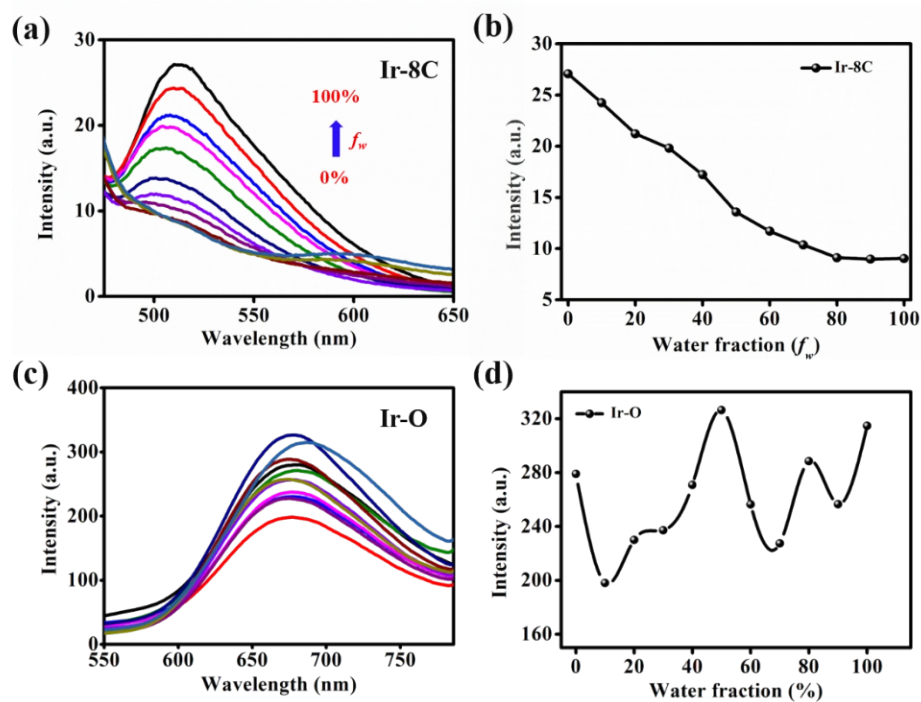 (a)
Ir-8C
100%
f_w
0%
30
20
10
0
Intensity (a.u.)
500 550 600 650
Wavelength (nm)
(b)
Ir-8C
30
25
20
15
10
5
Intensity (a.u.)
0 20 40 60 80 100
Water fraction (f_w)
(c)
Ir-O
400
300
200
100
0
Intensity (a.u.)
550 600 650 700 750
Wavelength (nm)
(d)
Ir-O
320
280
240
200
160
Intensity (a.u.)
0 20 40 60 80 100
Water fraction (%)